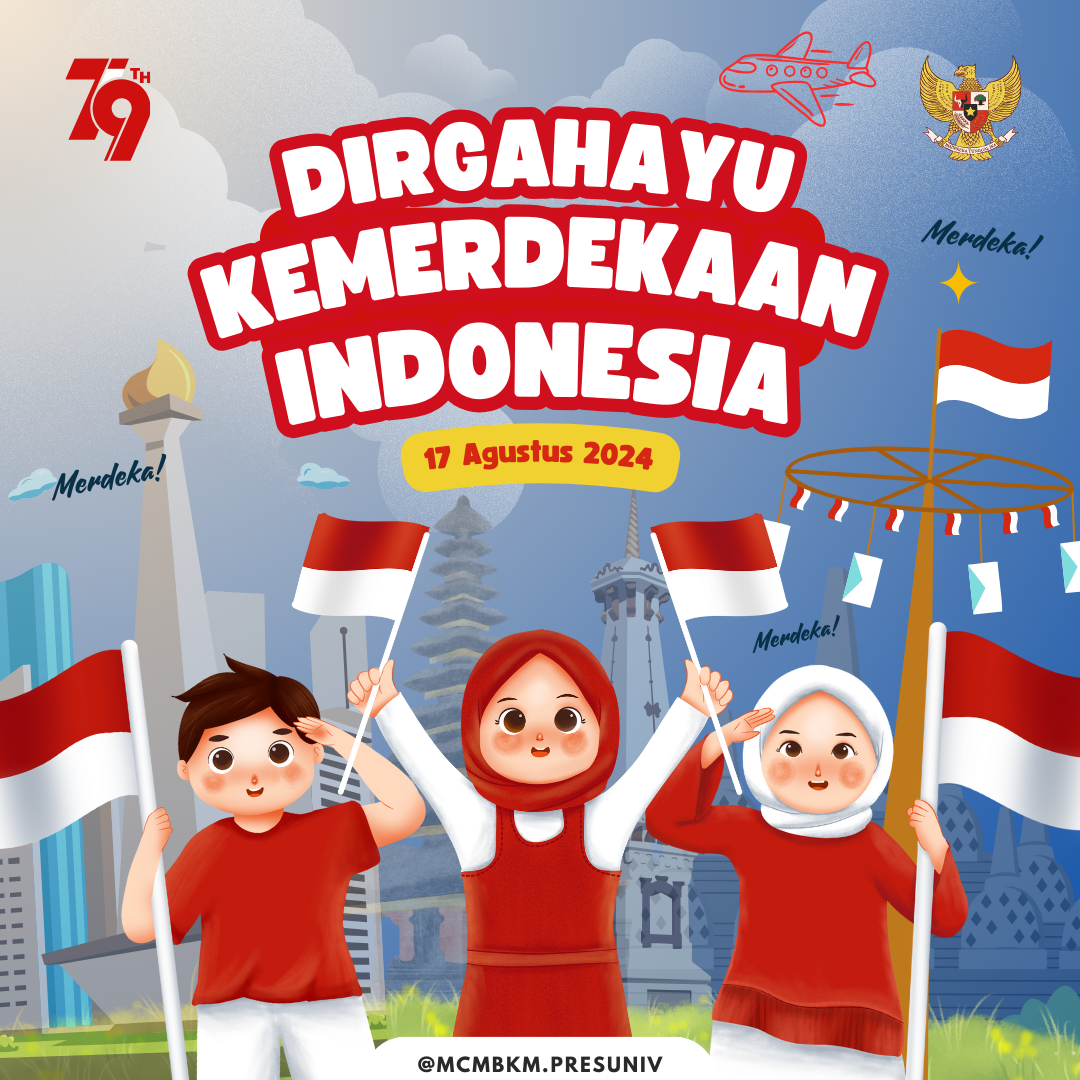 79TH
DIRGAHAYU
KEMERDEKAAN
INDONESIA
17 Agustus 2024
Merdeka!
Merdeka!
Merdeka!
@MCMBKM.PRESUNIV